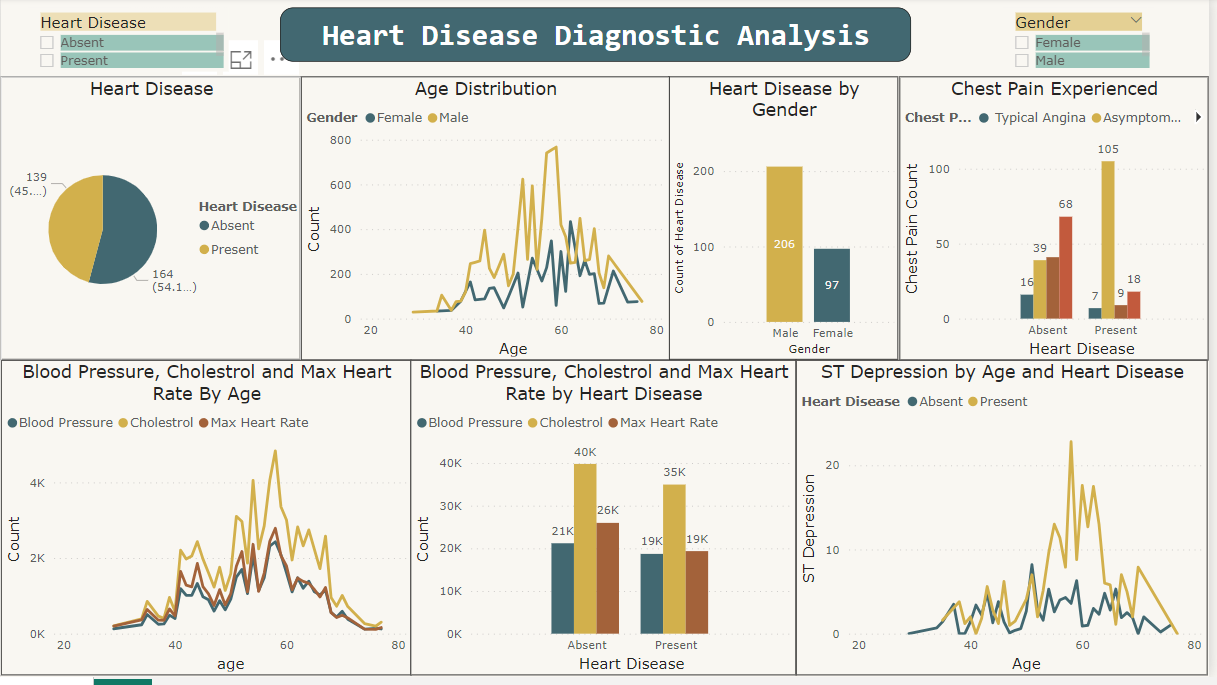 Heart Disease
Absent
Present
Heart Disease Diagnostic Analysis
Gender
Female
Male
Heart Disease
139
(45....)
164
(54.1...)
Heart Disease
Absent
Present
Age Distribution
Gender Female Male
800
600
400
200
0
Count
20 40 60 80
Age
Heart Disease by
Gender
200
100
0
Count of Heart Disease
206
97
Male Female
Gender
Chest Pain Experienced
Chest P... Typical Angina Asymptom...
100
50
0
Chest Pain Count
16
39
68
7
105
9
18
Absent Present
Heart Disease
Blood Pressure, Cholestrol and Max Heart
Rate By Age
Blood Pressure Cholestrol Max Heart Rate
4K
2K
0K
Count
20 40 60 80
age
Blood Pressure, Cholestrol and Max Heart
Rate by Heart Disease
Blood Pressure Cholestrol Max Heart Rate
40K
30K
20K
10K
0K
Count
21K
40K
26K
19K
35K
19K
Absent Present
Heart Disease
ST Depression by Age and Heart Disease
Heart Disease Absent Present
20
10
0
ST Depression
20 40 60 80
Age